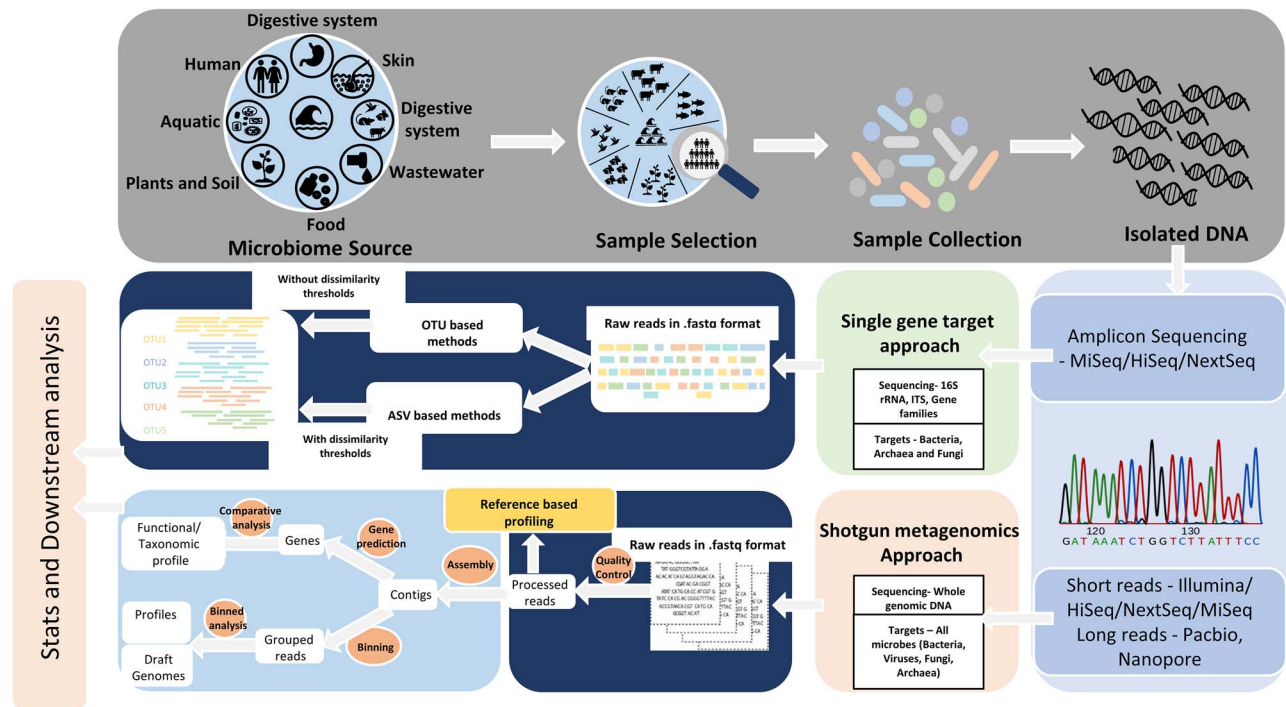 Digestive system
Human
Skin
Aquatic
Digestive
system
Plants and Soil
Wastewater
Food
Microbiome Source
Sample Selection
Sample Collection
Isolated DNA
Stats and Downstream analysis
Without dissimilarity
thresholds
OTU1
OTU2
OTU3
OTU4
OTU5
OTU based
methods
ASV based methods
With dissimilarity
thresholds
Raw reads in .fastq format
Single gene target
approach
Sequencing- 16S
rRNA, ITS, Gene
families
Targets - Bacteria,
Archaea and Fungi
Amplicon Sequencing
- MiSeq/HiSeq/NextSeq
120
130
GATAAATCTGGTCTTATTTCC
Short reads - Illumina/
HiSeq/NextSeq/MiSeq
Long reads - Pacbio,
Nanopore
Shotgun metagenomics
Approach
Sequencing- Whole
genomic DNA
Targets – All
microbes (Bacteria,
Viruses, Fungi,
Archaea)
Reference based
profiling
Raw reads in .fastq format
Quality
Control
Processed
reads
Assembly
Contigs
Gene
prediction
Genes
Comparative
analysis
Functional/
Taxonomic
profile
Binning
Grouped
reads
Binned
analysis
Profiles
Draft
Genomes